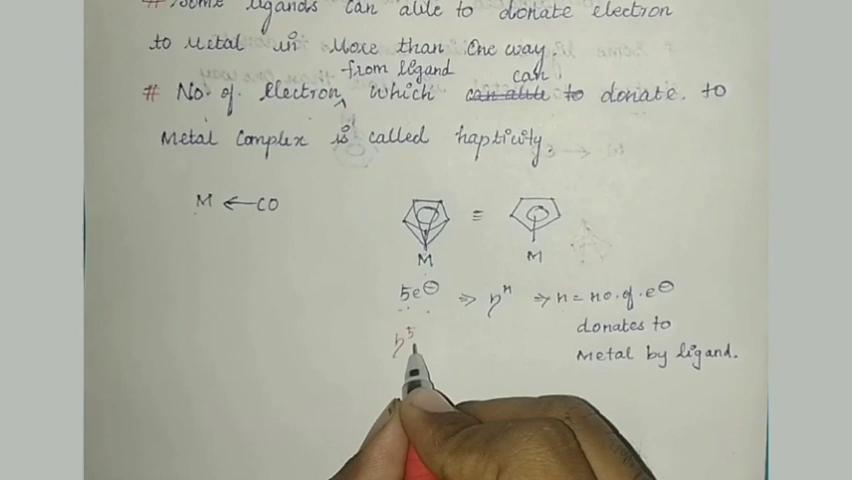 # Some ligands can able to donate electron
to Metal in More than One way.
from ligand can
# No. of electron which can able to donate. to
Metal Complex is called hapticity.
M ← CO
≡
M M
5e⊖ ⇒ ηⁿ ⇒ n = no. of. e⊖
donates to
η⁵
Metal by ligand.